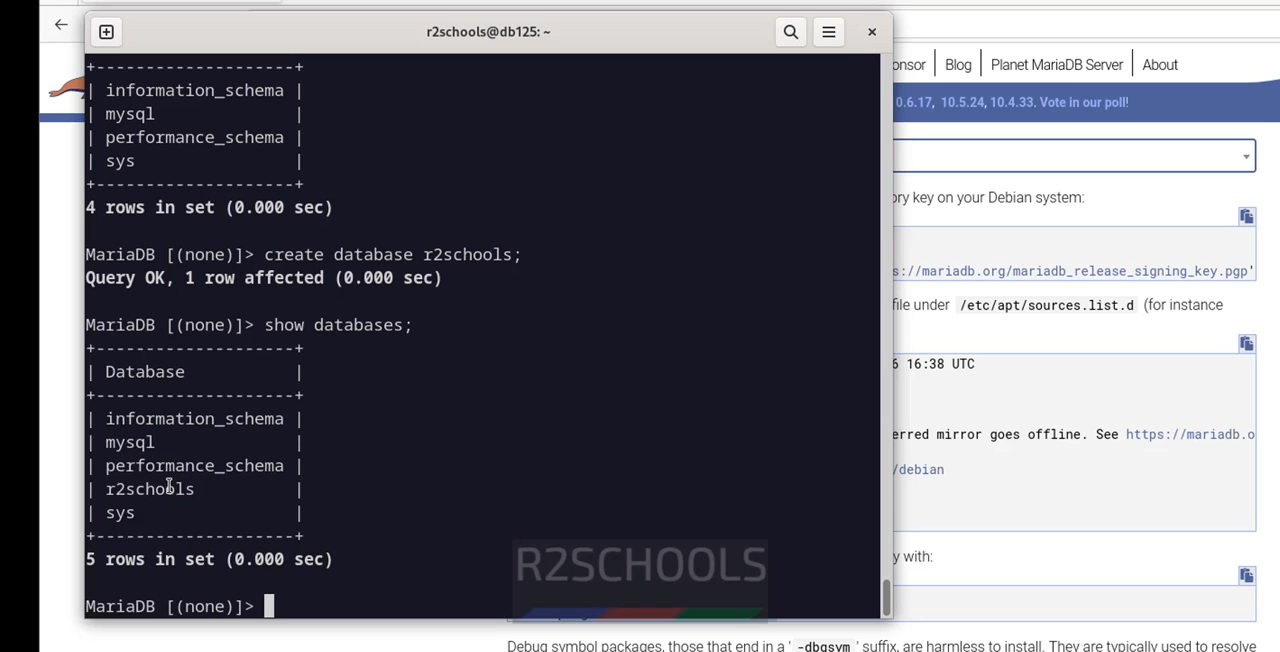 r2schools@db125: ~
Blog
Planet MariaDB Server
About
+--------------------+
| information_schema |
| mysql              |
| performance_schema |
| sys                |
+--------------------+
4 rows in set (0.000 sec)
MariaDB [(none)]> create database r2schools;
Query OK, 1 row affected (0.000 sec)
MariaDB [(none)]> show databases;
+--------------------+
| Database           |
+--------------------+
| information_schema |
| mysql              |
| performance_schema |
| r2schools          |
| sys                |
+--------------------+
5 rows in set (0.000 sec)
MariaDB [(none)]>
0.6.17, 10.5.24, 10.4.33. Vote in our poll!
ory key on your Debian system:
s://mariadb.org/mariadb_release_signing_key.pgp'
file under /etc/apt/sources.list.d (for instance
6 16:38 UTC
erred mirror goes offline. See https://mariadb.o
/debian
y with:
R2SCHOOLS
Debug symbol packages, those that end in a '-dbgsym' suffix, are harmless to install. They are typically used to resolve